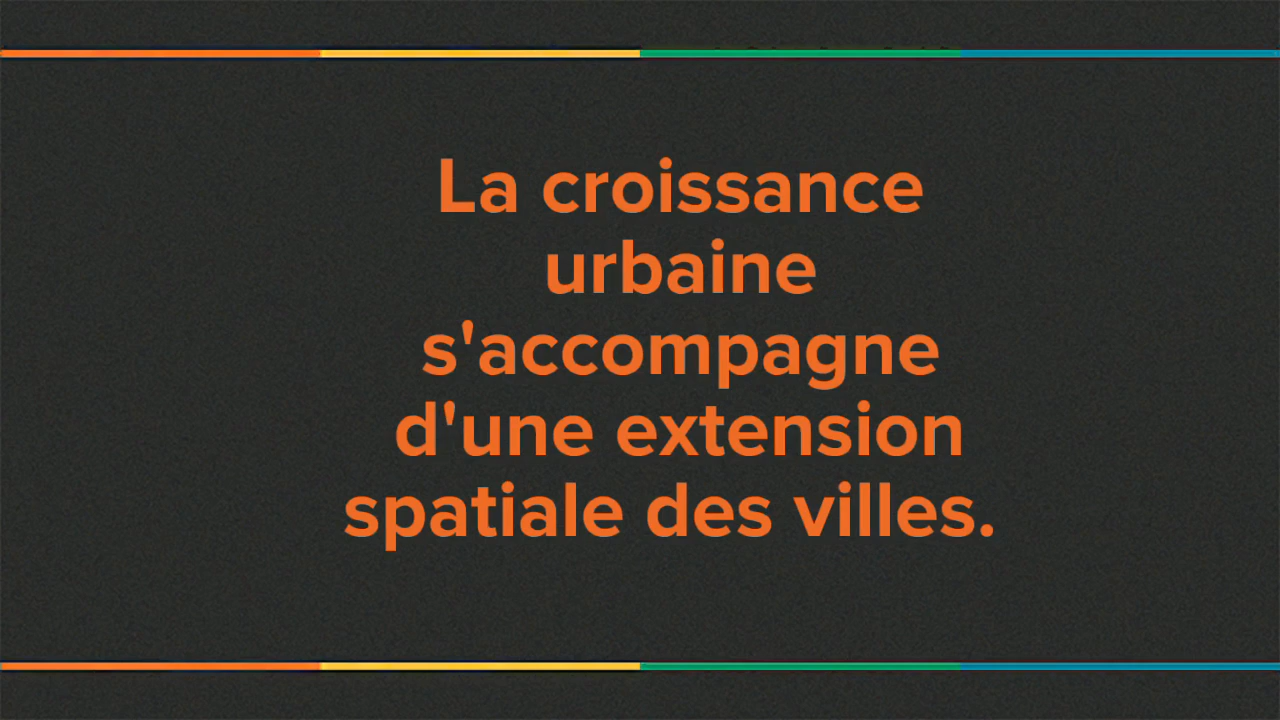 La croissance
urbaine
s'accompagne
d'une extension
spatiale des villes.